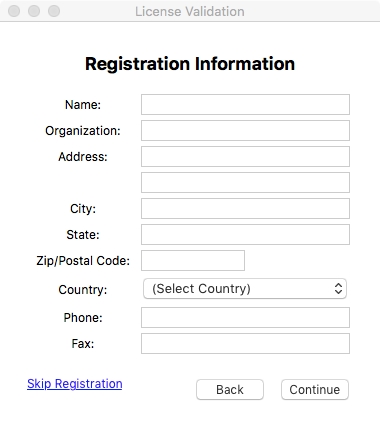 License Validation
Registration Information
Name:
Organization:
Address:
City:
State:
Zip/Postal Code:
Country: (Select Country)
Phone:
Fax:
Skip Registration Back Continue